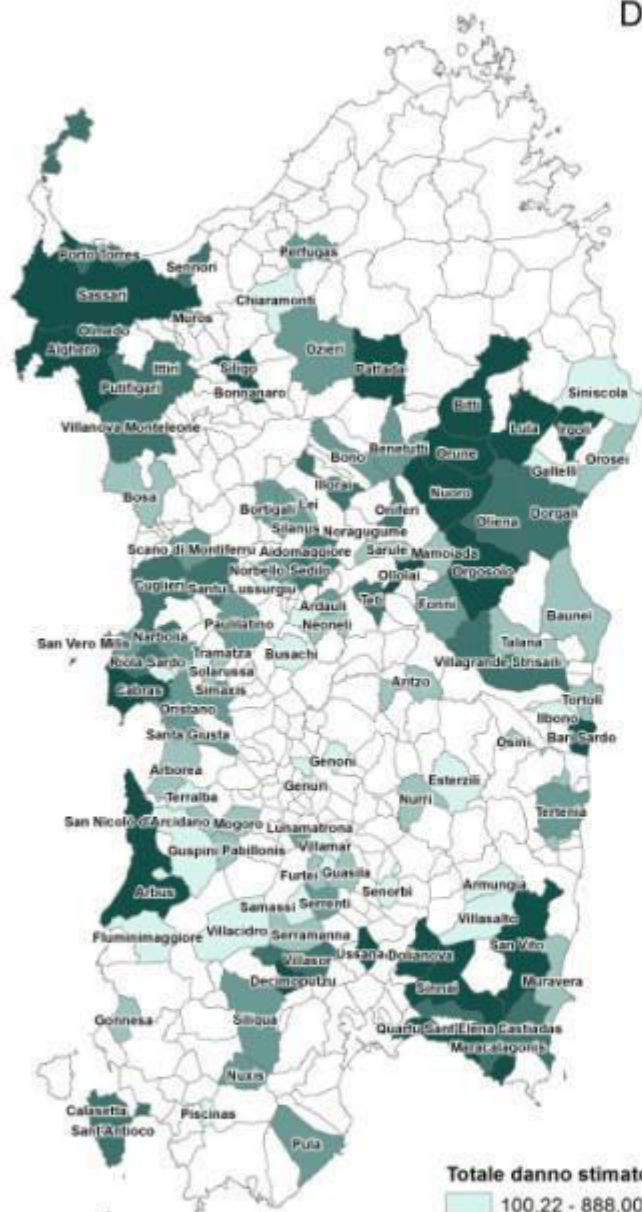 D
Porto Torres
Sennori
Perfugas
Sassari
Chiaramonti
Muros
Olmedo
Alghero
Ittiri
Siligo
Ozieri
Pattada
Putifigari
Bonnanaro
Siniscola
Bitti
Lula
Irgoli
Villanova Monteleone
Bono
Benetutti
Orune
Galtelli
Orosei
Bosa
Illorai
Nuoro
Bortigali
Lei
Oniferi
Oliena
Dorgali
Silanus
Noragugume
Scano di Montiferru
Aidomaggiore
Sarule
Mamoiada
Cuglieri
Santu Lussurgiu
Norbello
Sedilo
Ollolai
Orgosolo
Ardauli
Teti
Fonni
Baunei
Paulilatino
Neoneli
San Vero Milis
Narbolia
Tramatza
Busachi
Talana
Riola Sardo
Solarussa
Villagrande Strisaili
Cabras
Simaxis
Aritzo
Oristano
Tortolì
Ilbono
Santa Giusta
Osini
Bari Sardo
Arborea
Genoni
Esterzili
Genuri
Terralba
Nurri
Tertenia
San Nicolò d'Arcidano
Mogoro
Lunamatrona
Guspini
Pabillonis
Villamar
Furtei
Guasila
Arbus
Senorbì
Armungia
Samassi
Serrenti
Villasalto
Fluminimaggiore
Villacidro
Serramanna
San Vito
Villasor
Ussana
Dolianova
Decimoputzu
Sinnai
Muravera
Gonnesa
Siliqua
Quartu Sant'Elena
Castiadas
Maracalagonis
Nuxis
Calasetta
Piscinas
Sant'Antioco
Pula
Totale danno stimato
100,22 - 888,00